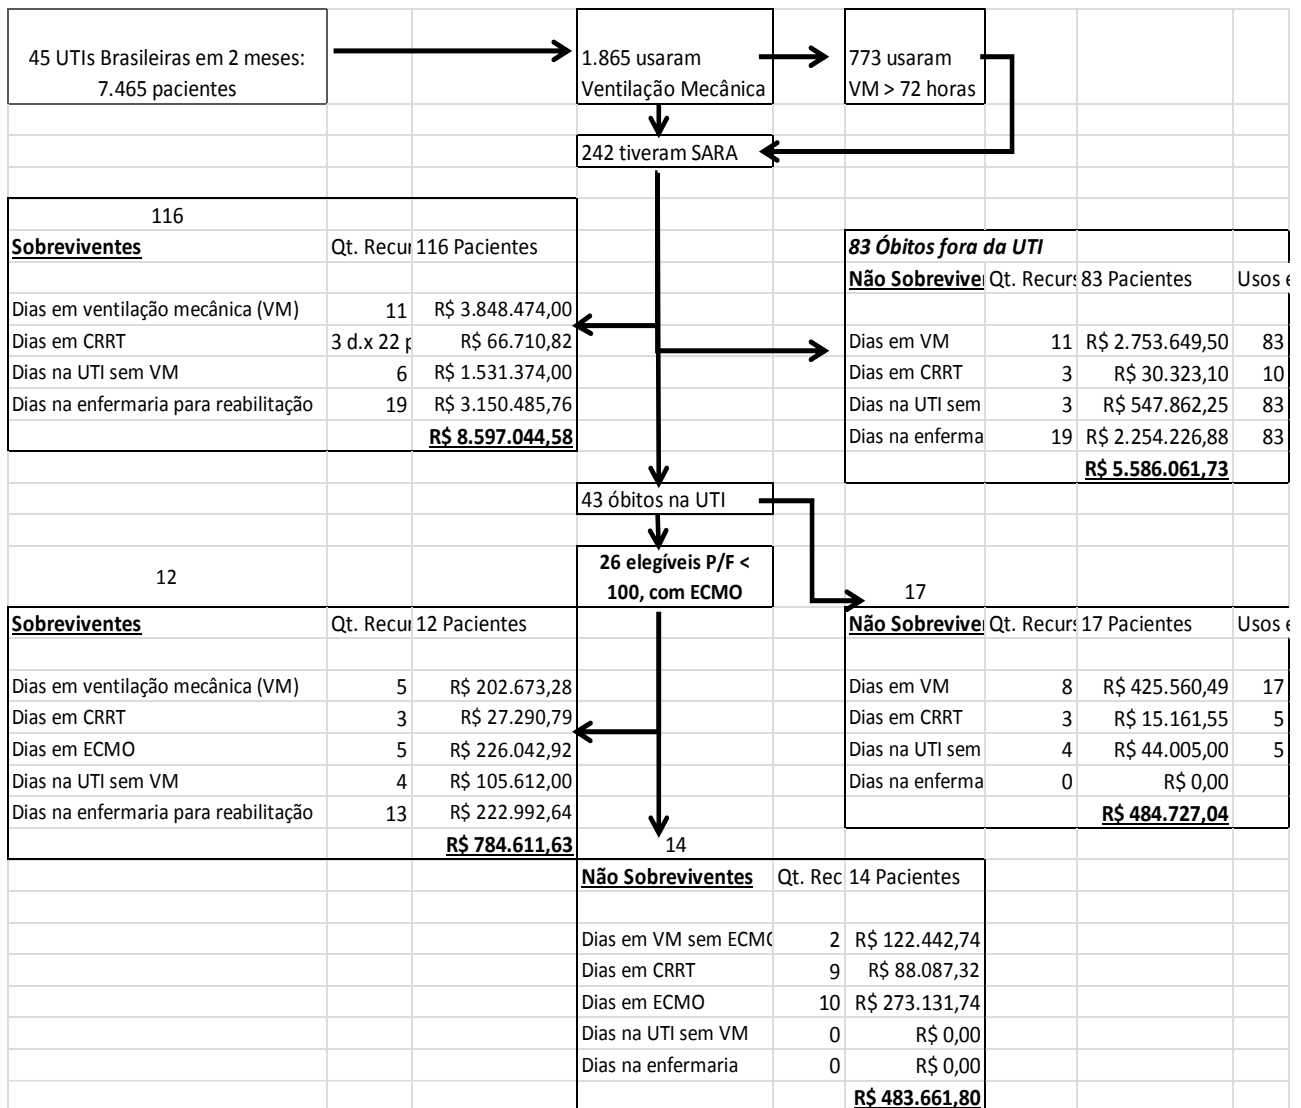 45 UTIs Brasileiras em 2 meses:
7.465 pacientes
1.865 usaram
Ventilação Mecânica
773 usaram
VM > 72 horas
242 tiveram SARA
116
Sobreviventes Qt. Recur 116 Pacientes
Dias em ventilação mecânica (VM) 11 R$ 3.848.474,00
Dias em CRRT 3 d.x 22 p R$ 66.710,82
Dias na UTI sem VM 6 R$ 1.531.374,00
Dias na enfermaria para reabilitação 19 R$ 3.150.485,76
R$ 8.597.044,58
83 Óbitos fora da UTI
Não Sobrevive Qt. Recurs 83 Pacientes Usos e
Dias em VM 11 R$ 2.753.649,50 83
Dias em CRRT 3 R$ 30.323,10 10
Dias na UTI sem 3 R$ 547.862,25 83
Dias na enferma 19 R$ 2.254.226,88 83
R$ 5.586.061,73
43 óbitos na UTI
26 elegíveis P/F <
100, com ECMO
12
Sobreviventes Qt. Recur 12 Pacientes
Dias em ventilação mecânica (VM) 5 R$ 202.673,28
Dias em CRRT 3 R$ 27.290,79
Dias em ECMO 5 R$ 226.042,92
Dias na UTI sem VM 4 R$ 105.612,00
Dias na enfermaria para reabilitação 13 R$ 222.992,64
R$ 784.611,63
17
Não Sobrevive Qt. Recurs 17 Pacientes Usos e
Dias em VM 8 R$ 425.560,49 17
Dias em CRRT 3 R$ 15.161,55 5
Dias na UTI sem 4 R$ 44.005,00 5
Dias na enferma 0 R$ 0,00
R$ 484.727,04
14
Não Sobreviventes Qt. Rec 14 Pacientes
Dias em VM sem ECMO 2 R$ 122.442,74
Dias em CRRT 9 R$ 88.087,32
Dias em ECMO 10 R$ 273.131,74
Dias na UTI sem VM 0 R$ 0,00
Dias na enfermaria 0 R$ 0,00
R$ 483.661,80